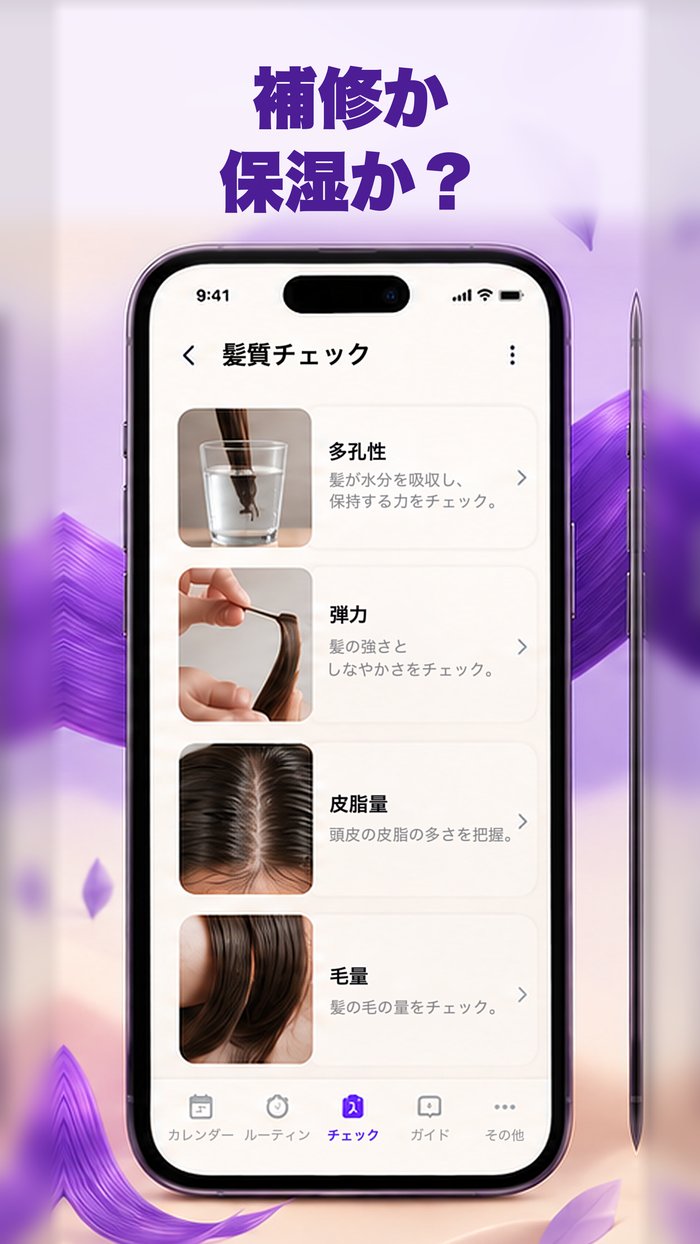 補修か
保湿か？
9:41
髪質チェック
多孔性
髪が水分を吸収し、
保持する力をチェック。
弾力
髪の強さと
しなやかさをチェック。
皮脂量
頭皮の皮脂の多さを把握。
毛量
髪の毛の量をチェック。
カレンダー ルーティン チェック ガイド その他